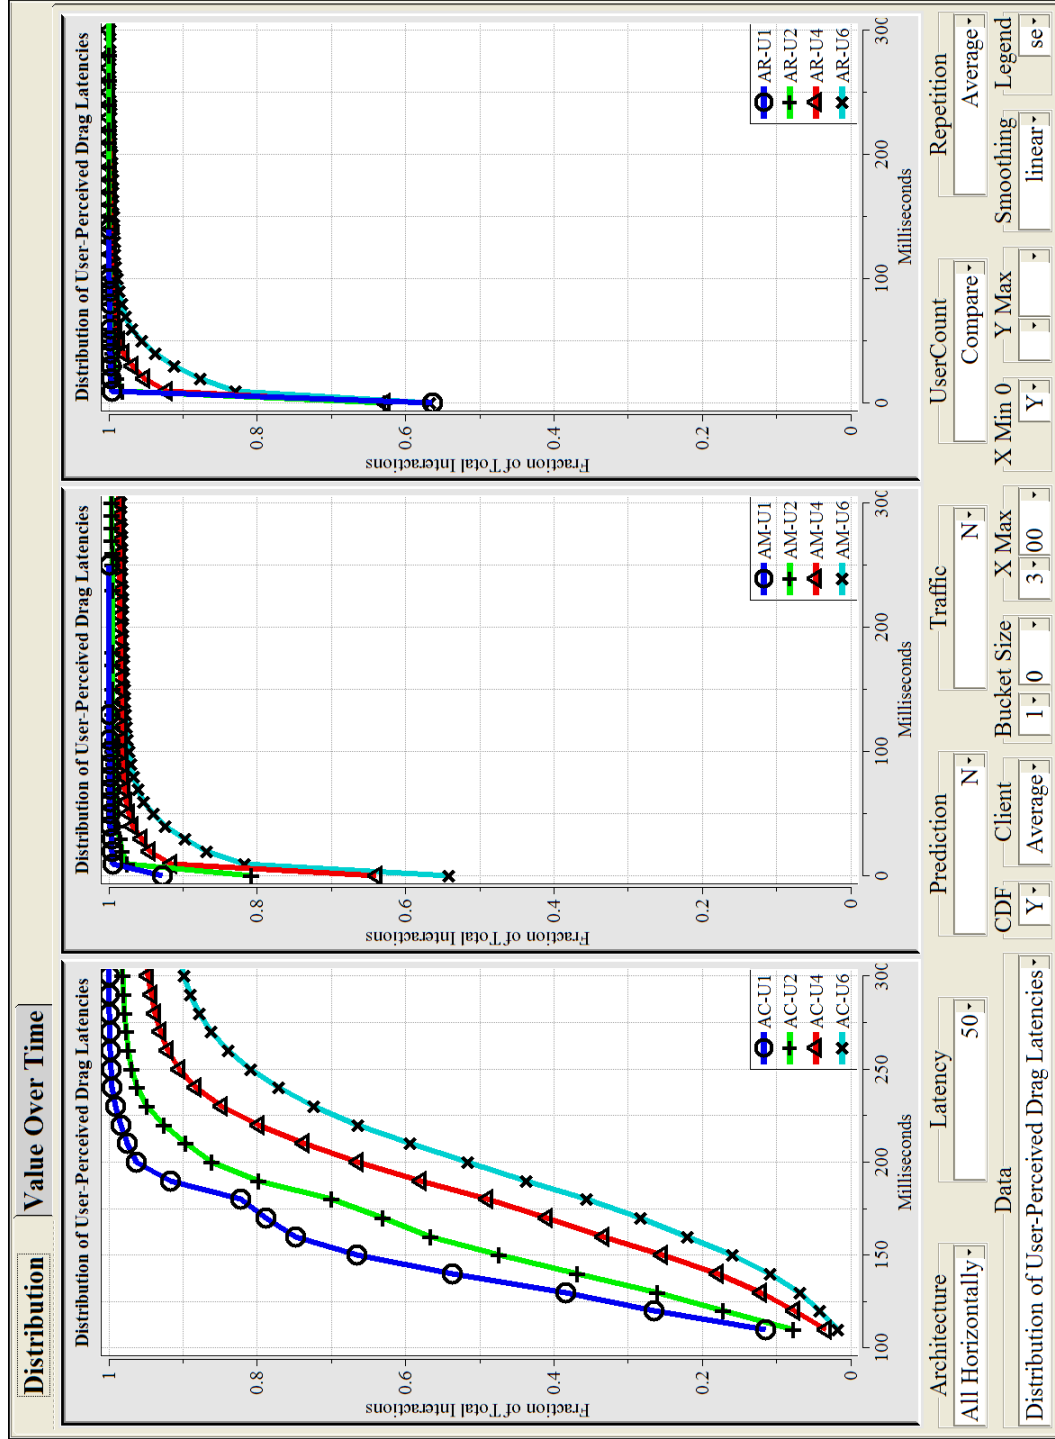 Distribution Value Over Time
Distribution of User-Perceived Drag Latencies
Fraction of Total Interactions
1
0.8
0.6
0.4
0.2
0
100 150 200 250 300
Milliseconds
AC-U1
AC-U2
AC-U4
AC-U6
Distribution of User-Perceived Drag Latencies
Fraction of Total Interactions
1
0.8
0.6
0.4
0.2
0
0 100 200 300
Milliseconds
AM-U1
AM-U2
AM-U4
AM-U6
Distribution of User-Perceived Drag Latencies
Fraction of Total Interactions
1
0.8
0.6
0.4
0.2
0
0 100 200 300
Milliseconds
AR-U1
AR-U2
AR-U4
AR-U6
Architecture Latency Prediction Traffic UserCount Repetition
All Horizontally 50 N N Compare Average
Data CDF Client Bucket Size X Max X Min 0 Y Max Smoothing Legend
Distribution of User-Perceived Drag Latencies Y Average 1 0 3 00 Y linear se